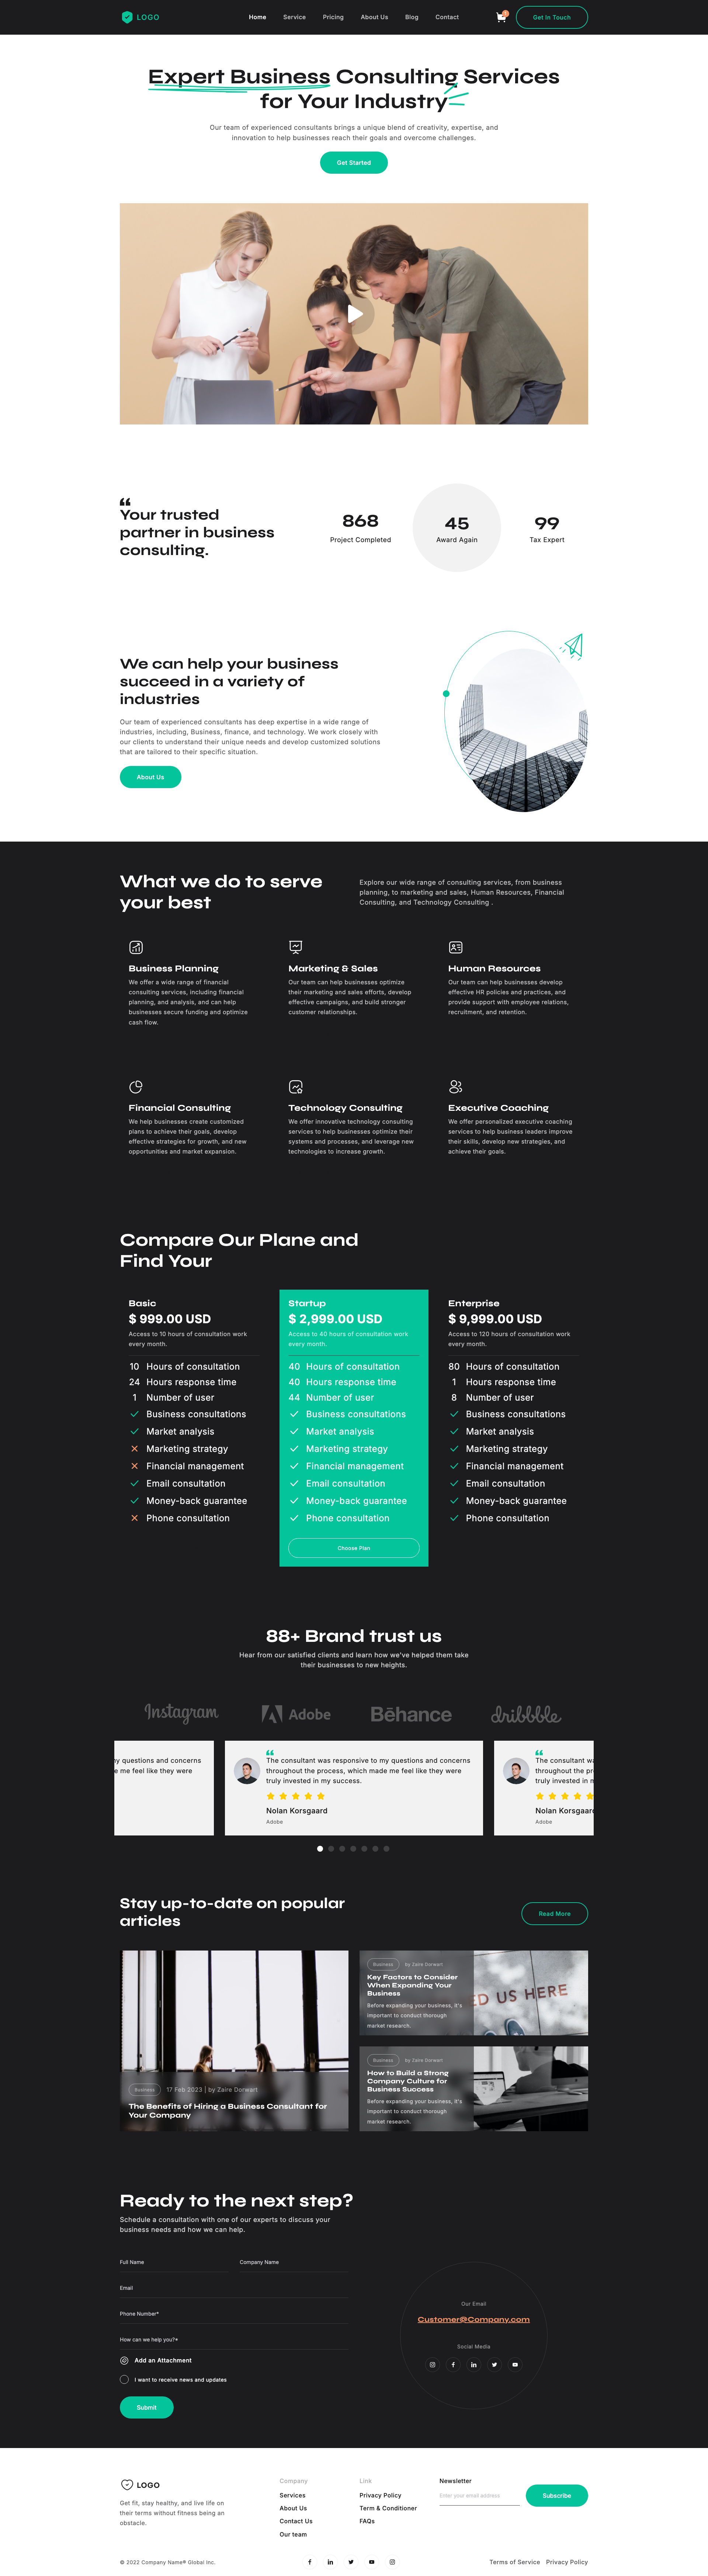 LOGO
Home
Service
Pricing
About Us
Blog
Contact
Get In Touch
Expert Business Consulting Services
for Your Industry
Our team of experienced consultants brings a unique blend of creativity, expertise, and
innovation to help businesses reach their goals and overcome challenges.
Get Started
Your trusted
partner in business
consulting.
868
Project Completed
45
Award Again
99
Tax Expert
We can help your business
succeed in a variety of
industries
Our team of experienced consultants has deep expertise in a wide range of
industries, including, Business, finance, and technology. We work closely with
our clients to understand their unique needs and develop customized solutions
that are tailored to their specific situation.
About Us
What we do to serve
your best
Explore our wide range of consulting services, from business
planning, to marketing and sales, Human Resources, Financial
Consulting, and Technology Consulting .
Business Planning
We offer a wide range of financial
consulting services, including financial
planning, and analysis, and can help
businesses secure funding and optimize
cash flow.
Marketing & Sales
Our team can help businesses optimize
their marketing and sales efforts, develop
effective campaigns, and build stronger
customer relationships.
Human Resources
Our team can help businesses develop
effective HR policies and practices, and
provide support with employee relations,
recruitment, and retention.
Financial Consulting
We help businesses create customized
plans to achieve their goals, develop
effective strategies for growth, and new
opportunities and market expansion.
Technology Consulting
We offer innovative technology consulting
services to help businesses optimize their
systems and processes, and leverage new
technologies to increase growth.
Executive Coaching
We offer personalized executive coaching
services to help business leaders improve
their skills, develop new strategies, and
achieve their goals.
Compare Our Plane and
Find Your
Basic
$ 999.00 USD
Access to 10 hours of consultation work
every month.
10 Hours of consultation
24 Hours response time
1 Number of user
Business consultations
Market analysis
Marketing strategy
Financial management
Email consultation
Money-back guarantee
Phone consultation
Startup
$ 2,999.00 USD
Access to 40 hours of consultation work
every month.
40 Hours of consultation
40 Hours response time
44 Number of user
Business consultations
Market analysis
Marketing strategy
Financial management
Email consultation
Money-back guarantee
Phone consultation
Choose Plan
Enterprise
$ 9,999.00 USD
Access to 120 hours of consultation work
every month.
80 Hours of consultation
1 Hours response time
8 Number of user
Business consultations
Market analysis
Marketing strategy
Financial management
Email consultation
Money-back guarantee
Phone consultation
88+ Brand trust us
Hear from our satisfied clients and learn how we've helped them take
their businesses to new heights.
Instagram
Adobe
Bēhance
dribbble
y questions and concerns
e me feel like they were
The consultant was responsive to my questions and concerns
throughout the process, which made me feel like they were
truly invested in my success.
Nolan Korsgaard
Adobe
The consultant wa
throughout the pr
truly invested in
Nolan Korsgaard
Adobe
Stay up-to-date on popular
articles
Read More
Business
17 Feb 2023 | by Zaire Dorwart
The Benefits of Hiring a Business Consultant for
Your Company
Business
by Zaire Dorwart
Key Factors to Consider
When Expanding Your
Business
Before expanding your business, it's
important to conduct thorough
market research.
ED US HERE
Business
by Zaire Dorwart
How to Build a Strong
Company Culture for
Business Success
Before expanding your business, it's
important to conduct thorough
market research.
Ready to the next step?
Schedule a consultation with one of our experts to discuss your
business needs and how we can help.
Full Name
Company Name
Email
Phone Number*
How can we help you?*
Add an Attachment
I want to receive news and updates
Submit
Our Email
Customer@Company.com
Social Media
LOGO
Get fit, stay healthy, and live life on
their terms without fitness being an
obstacle.
Company
Services
About Us
Contact Us
Our team
Link
Privacy Policy
Term & Conditioner
FAQs
Newsletter
Enter your email address
Subscribe
© 2022 Company Name® Global Inc.
Terms of Service
Privacy Policy